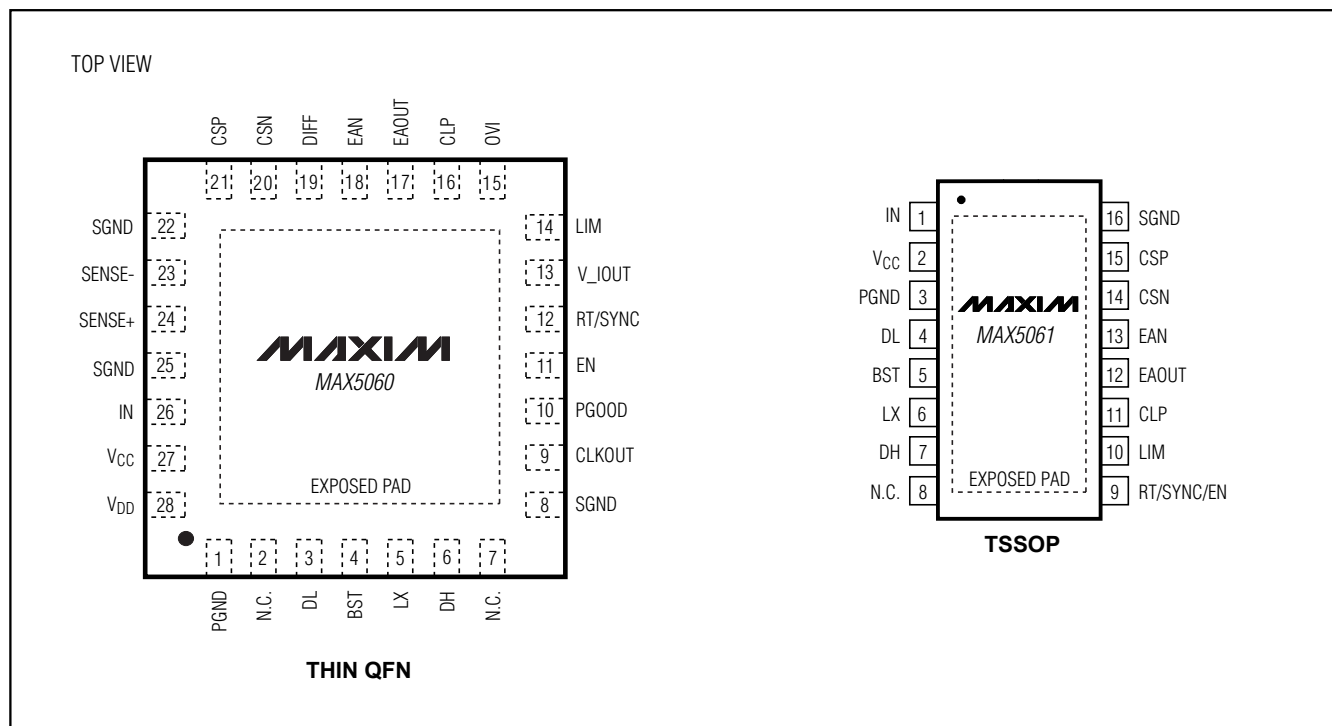 TOP VIEW
CSP CSN DIFF EAN EAOUT CLP OVI
21 20 19 18 17 16 15
SGND 22
SENSE- 23
SENSE+ 24
SGND 25
IN 26
VCC 27
VDD 28
14 LIM
13 V_IOUT
12 RT/SYNC
11 EN
10 PGOOD
9 CLKOUT
8 SGND
MAXIM
MAX5060
EXPOSED PAD
1 2 3 4 5 6 7
PGND N.C. DL BST LX DH N.C.
THIN QFN
IN 1
VCC 2
PGND 3
DL 4
BST 5
LX 6
DH 7
N.C. 8
16 SGND
15 CSP
14 CSN
13 EAN
12 EAOUT
11 CLP
10 LIM
9 RT/SYNC/EN
MAXIM
MAX5061
EXPOSED PAD
TSSOP